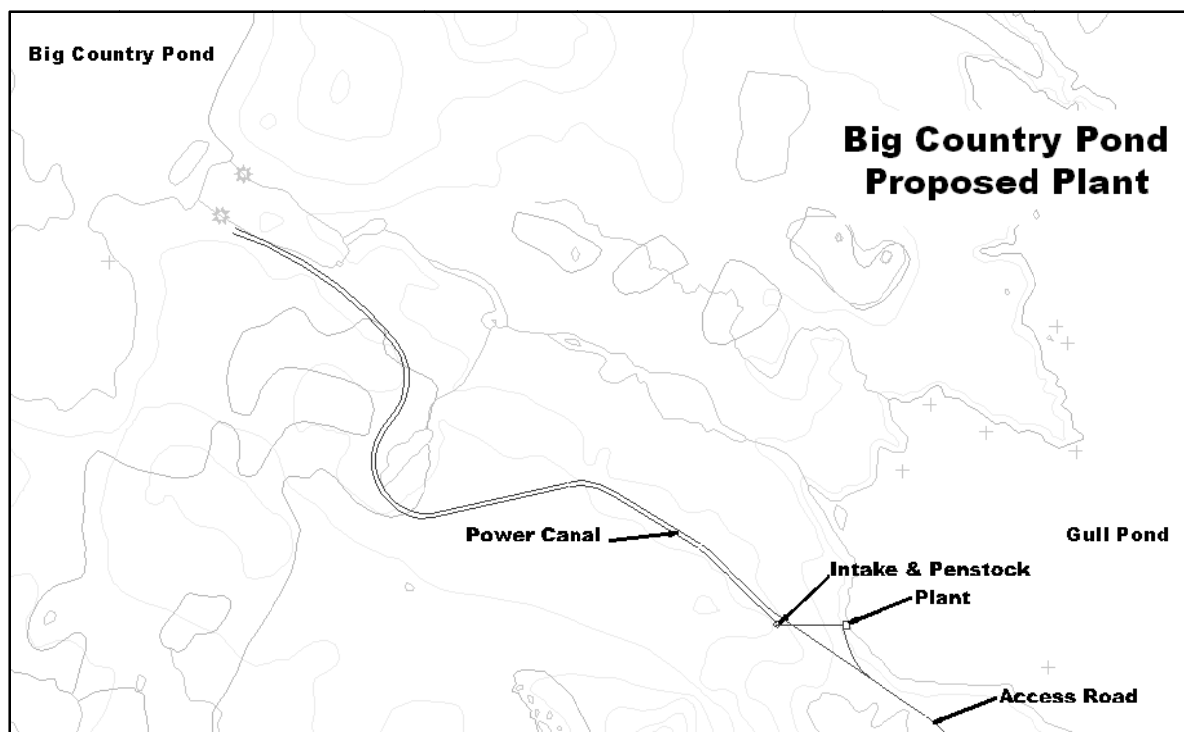 Big Country Pond
Big Country Pond
Proposed Plant
Power Canal
Gull Pond
Intake & Penstock
Plant
Access Road